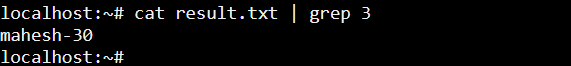 localhost:~# cat result.txt | grep 3
mahesh-30
localhost:~#